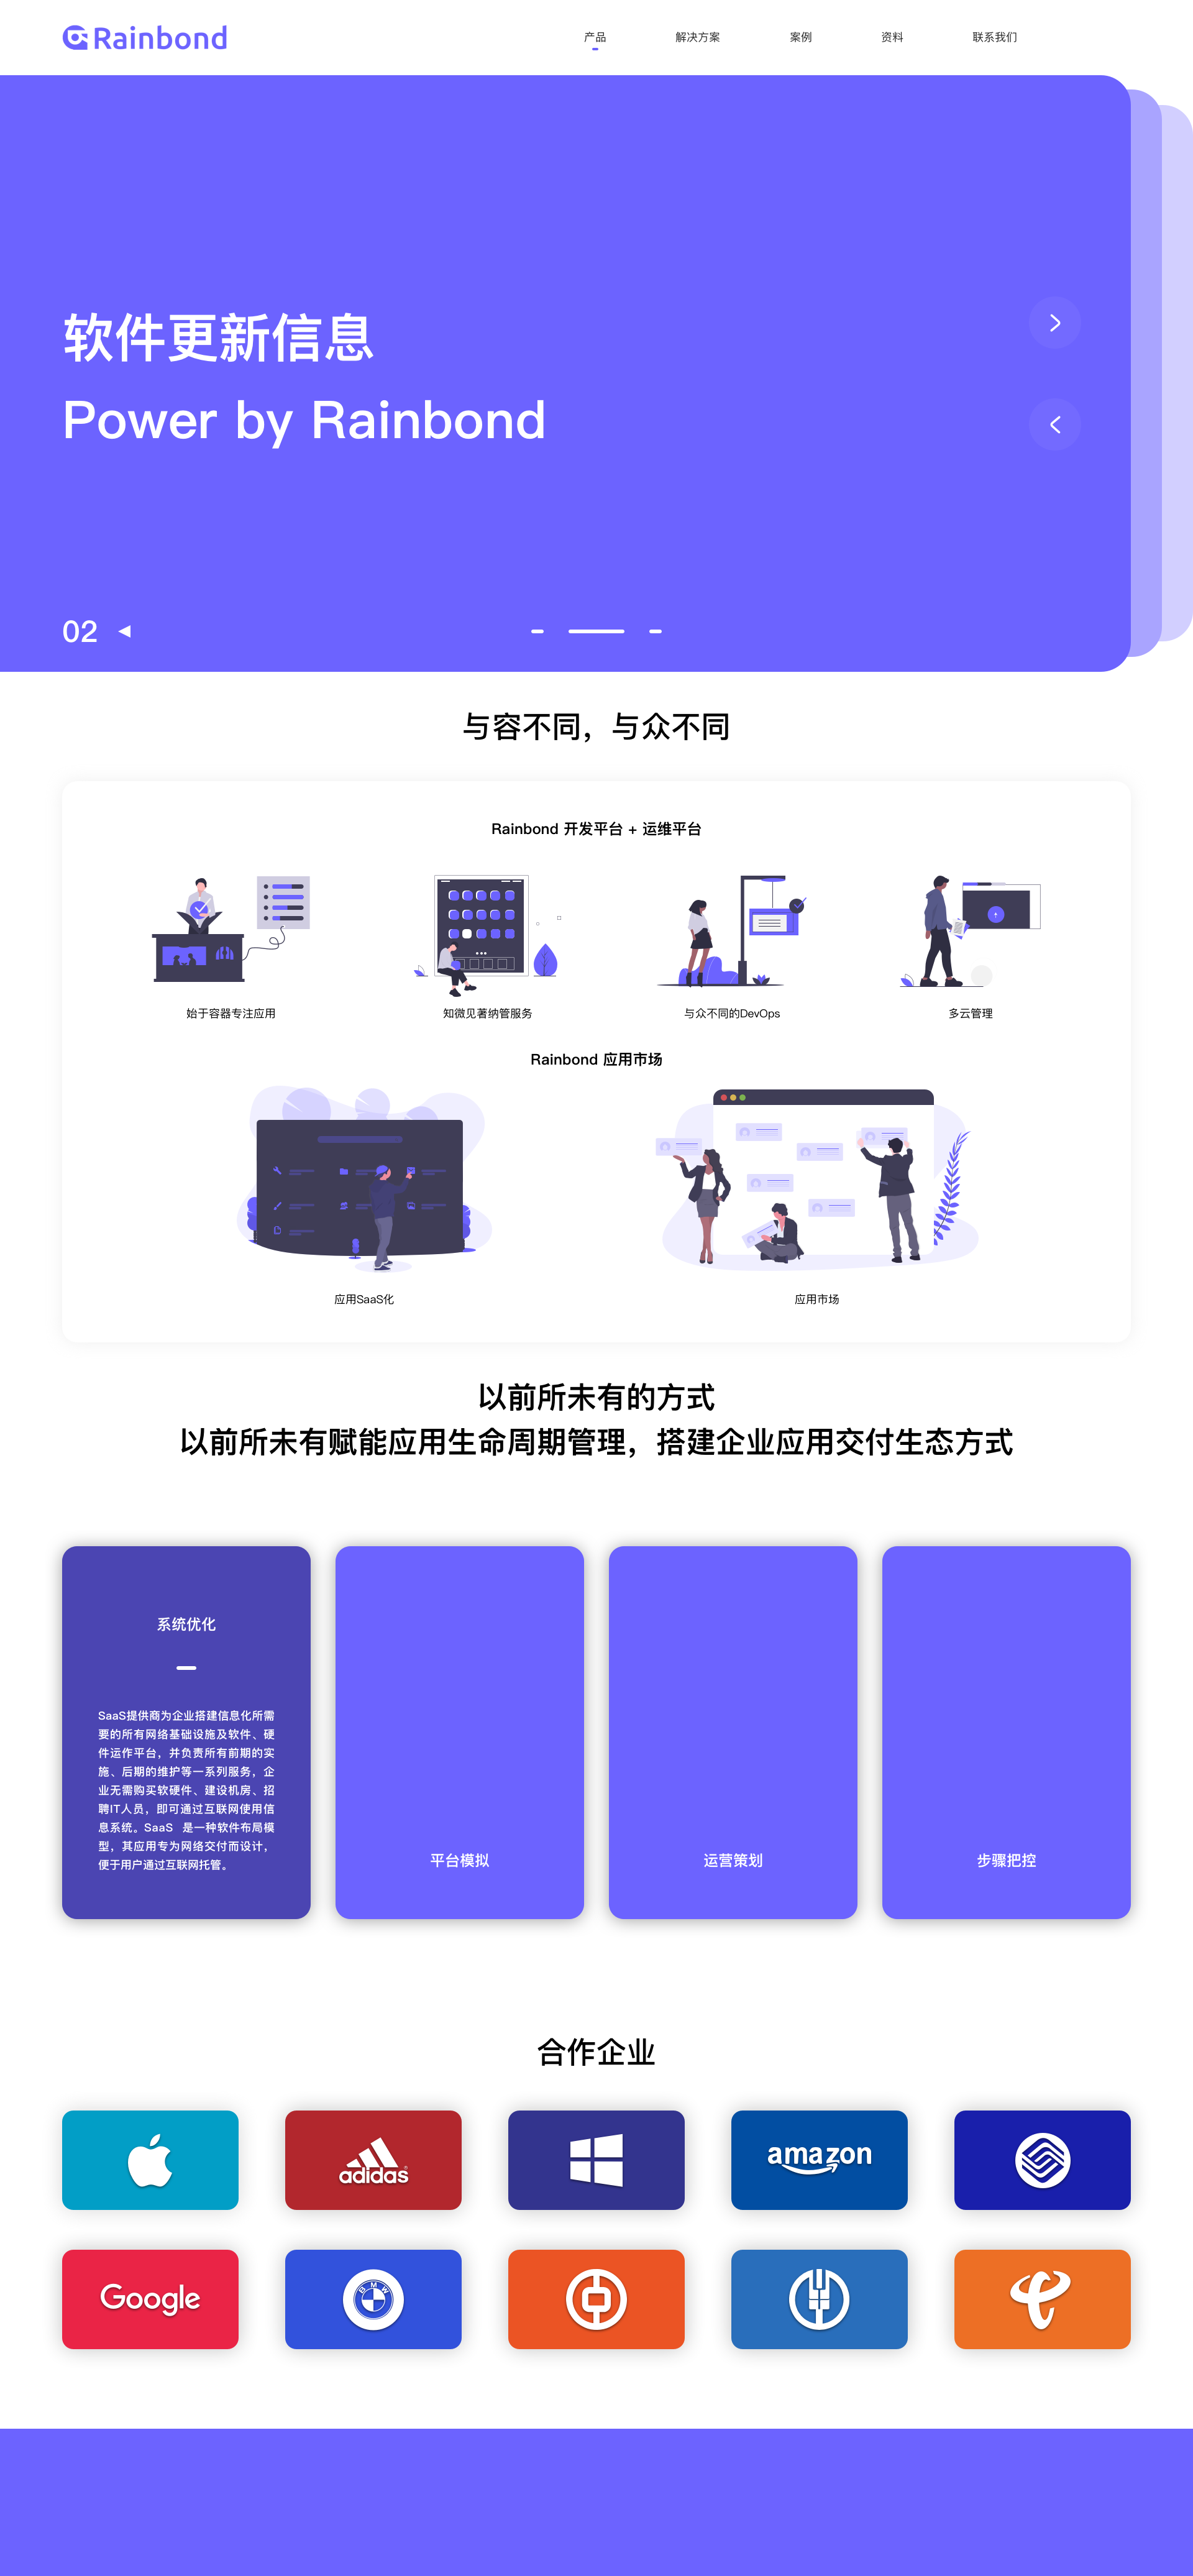 Rainbond
产品
解决方案
案例
资料
联系我们
软件更新信息
Power by Rainbond
02
与容不同，与众不同
Rainbond 开发平台 + 运维平台
始于容器专注应用
知微见著纳管服务
与众不同的DevOps
多云管理
Rainbond 应用市场
应用SaaS化
应用市场
以前所未有的方式
以前所未有赋能应用生命周期管理，搭建企业应用交付生态方式
系统优化
SaaS提供商为企业搭建信息化所需
要的所有网络基础设施及软件、硬
件运作平台，并负责所有前期的实
施、后期的维护等一系列服务，企
业无需购买软硬件、建设机房、招
聘IT人员，即可通过互联网使用信
息系统。SaaS 是一种软件布局模
型，其应用专为网络交付而设计，
便于用户通过互联网托管。
平台模拟
运营策划
步骤把控
合作企业
adidas
amazon
Google
BMW